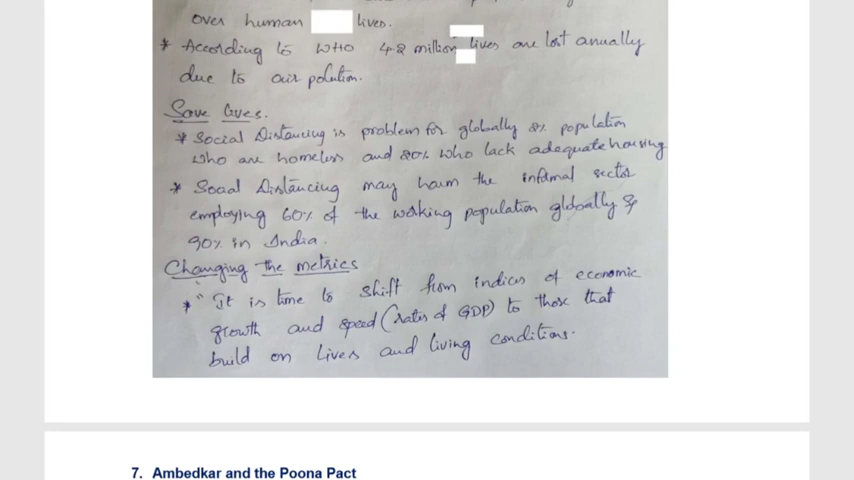 over human lives.
* According to WHO 42 million lives are lost anually
due to air polution.
Save lives.
* Social Distancing is problem for globally 2% population
who are homeless and 20% who lack adequate housing
* Social Distancing may harm the informal sector
employing 60% of the working population globally &
90% in India.
Changing the metrics
* "It is time to shift from indices of economic
growth and speed (rates of GDP) to those that
build on lives and living conditions.
7. Ambedkar and the Poona Pact